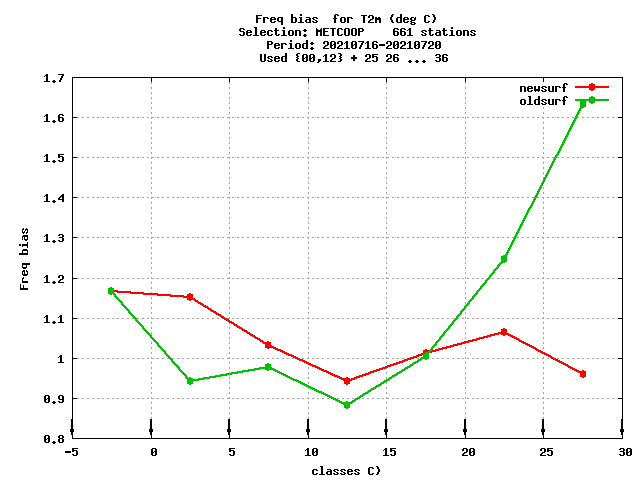 Freq bias  for T2m (deg C)
Selection: METCOOP    661 stations
Period: 20210716-20210720
Used {00,12} + 25 26 ... 36
newsurf
oldsurf
1.7
1.6
1.5
1.4
1.3
1.2
1.1
1
0.9
0.8
Freq bias
-5 0 5 10 15 20 25 30
classes C)